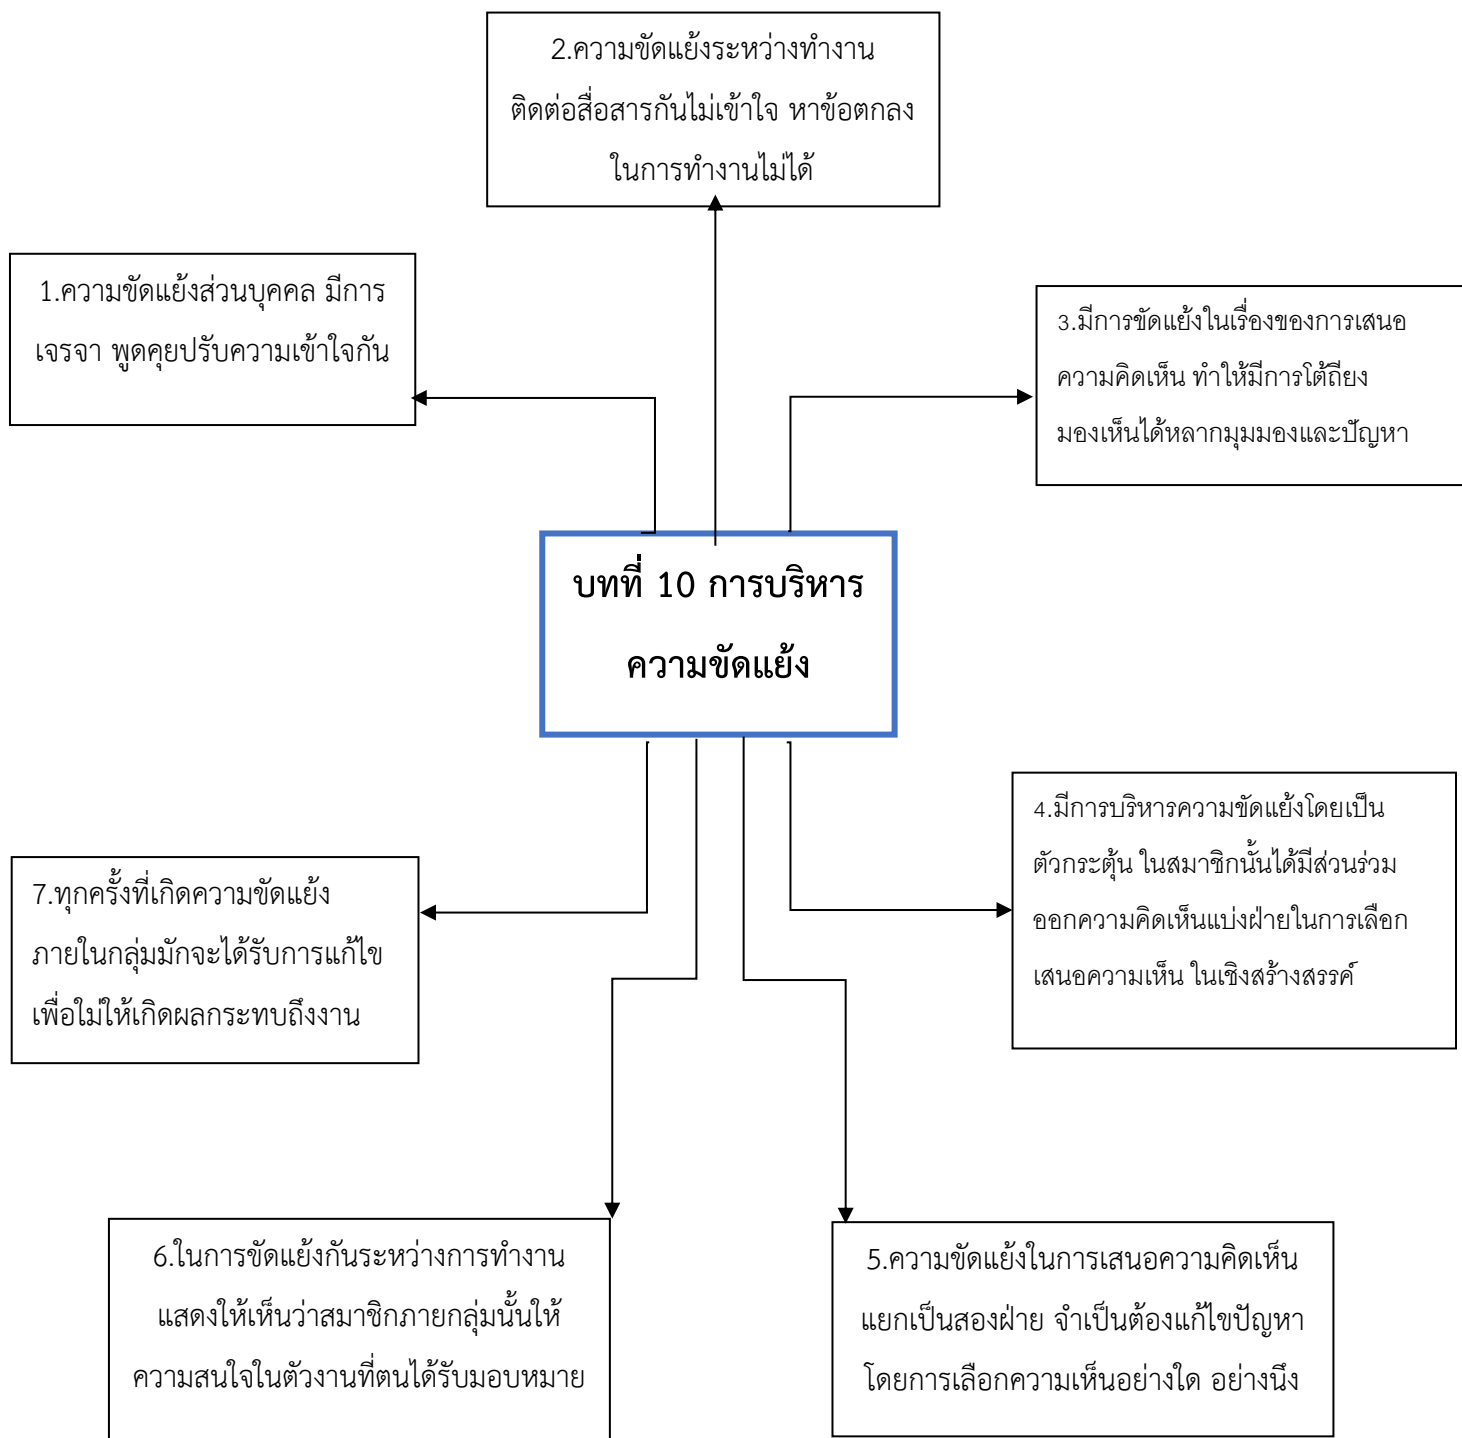 2.ความขัดแย้งระหว่างทำงาน
ติดต่อสื่อสารกันไม่เข้าใจ หาข้อตกลง
ในการทำงานไม่ได้
1.ความขัดแย้งส่วนบุคคล มีการ
เจรจา พูดคุยปรับความเข้าใจกัน
3.มีการขัดแย้งในเรื่องของการเสนอ
ความคิดเห็น ทำให้มีการโต้ถียง
มองเห็นได้หลากมุมมองและปัญหา
บทที่ 10 การบริหาร
ความขัดแย้ง
4.มีการบริหารความขัดแย้งโดยเป็น
ตัวกระตุ้น ในสมาชิกนั้นได้มีส่วนร่วม
ออกความคิดเห็นแบ่งฝ่ายในการเลือก
เสนอความเห็น ในเชิงสร้างสรรค์
7.ทุกครั้งที่เกิดความขัดแย้ง
ภายในกลุ่มมักจะได้รับการแก้ไข
เพื่อไม่ให้เกิดผลกระทบถึงงาน
6.ในการขัดแย้งกันระหว่างการทำงาน
แสดงให้เห็นว่าสมาชิกภายกลุ่มนั้นให้
ความสนใจในตัวงานที่ตนได้รับมอบหมาย
5.ความขัดแย้งในการเสนอความคิดเห็น
แยกเป็นสองฝ่าย จำเป็นต้องแก้ไขปัญหา
โดยการเลือกความเห็นอย่างใด อย่างนึง